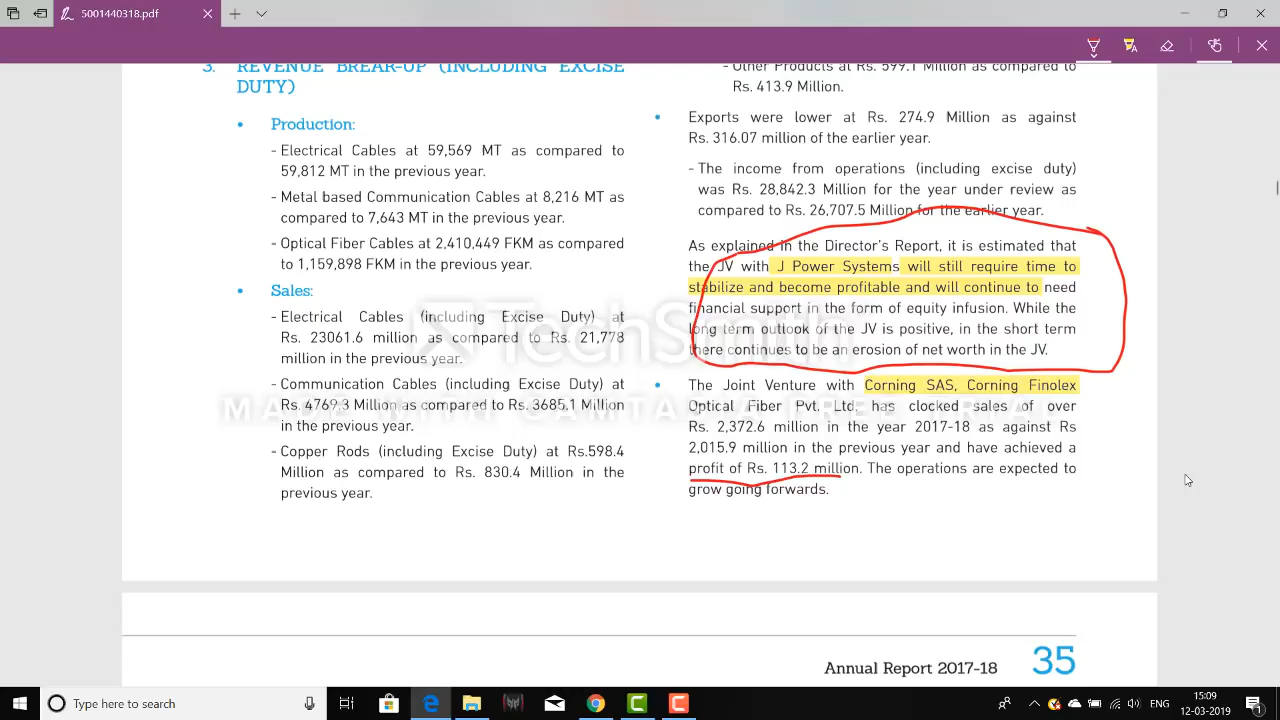 5001440318.pdf
3. REVENUE BREAK-UP (INCLUDING EXCISE
DUTY)
• Production:
- Electrical Cables at 59,569 MT as compared to
59,812 MT in the previous year.
- Metal based Communication Cables at 8,216 MT as
compared to 7,643 MT in the previous year.
- Optical Fiber Cables at 2,410,449 FKM as compared
to 1,159,898 FKM in the previous year.
• Sales:
- Electrical Cables (including Excise Duty) at
Rs. 23061.6 million as compared to Rs. 21,778
million in the previous year.
- Communication Cables (including Excise Duty) at
Rs. 4769.3 Million as compared to Rs. 3685.1 Million
in the previous year.
- Copper Rods (including Excise Duty) at Rs.598.4
Million as compared to Rs. 830.4 Million in the
previous year.
- Other Products at Rs. 599.1 Million as compared to
Rs. 413.9 Million.
• Exports were lower at Rs. 274.9 Million as against
Rs. 316.07 million of the earlier year.
- The income from operations (including excise duty)
was Rs. 28,842.3 Million for the year under review as
compared to Rs. 26,707.5 Million for the earlier year.
As explained in the Director's Report, it is estimated that
the JV with J Power Systems will still require time to
stabilize and become profitable and will continue to need
financial support in the form of equity infusion. While the
long term outlook of the JV is positive, in the short term
there continues to be an erosion of net worth in the JV.
• The Joint Venture with Corning SAS, Corning Finolex
Optical Fiber Pvt. Ltd. has clocked sales of over
Rs. 2,372.6 million in the year 2017-18 as against Rs
2,015.9 million in the previous year and have achieved a
profit of Rs. 113.2 million. The operations are expected to
grow going forwards.
TechSmith
MADE WITH CAMTASIA FREE TRIAL
Annual Report 2017-18 35
Type here to search
ENG
15:09
12-03-2019